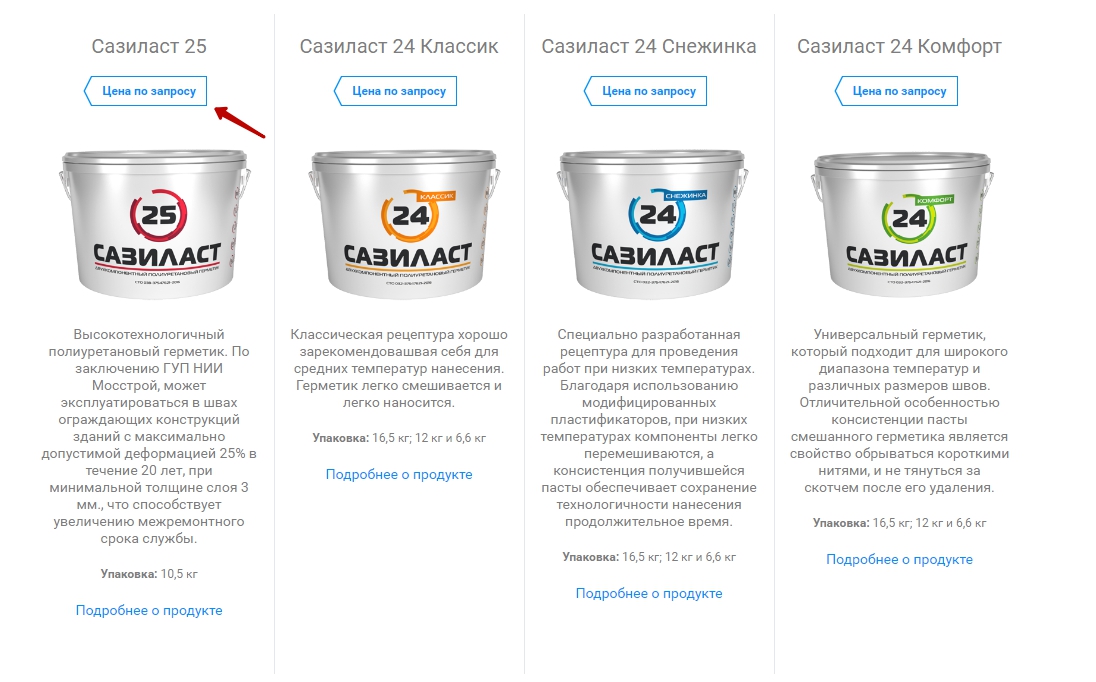 Сазиласт 25
Цена по запросу
25
САЗИЛАСТ
ДВУХКОМПОНЕНТНЫЙ ПОЛИУРЕТАНОВЫЙ ГЕРМЕТИК
Высокотехнологичный
полиуретановый герметик. По
заключению ГУП НИИ
Мосстрой, может
эксплуатироваться в швах
ограждающих конструкций
зданий с максимально
допустимой деформацией 25% в
течение 20 лет, при
минимальной толщине слоя 3
мм., что способствует
увеличению межремонтного
срока службы.
Упаковка: 10,5 кг
Подробнее о продукте
Сазиласт 24 Классик
Цена по запросу
КЛАССИК
24
САЗИЛАСТ
ДВУХКОМПОНЕНТНЫЙ ПОЛИУРЕТАНОВЫЙ ГЕРМЕТИК
Классическая рецептура хорошо
зарекомендовашвая себя для
средних температур нанесения.
Герметик легко смешивается и
легко наносится.
Упаковка: 16,5 кг; 12 кг и 6,6 кг
Подробнее о продукте
Сазиласт 24 Снежинка
Цена по запросу
СНЕЖИНКА
24
САЗИЛАСТ
ДВУХКОМПОНЕНТНЫЙ ПОЛИУРЕТАНОВЫЙ ГЕРМЕТИК
Специально разработанная
рецептура для проведения
работ при низких температурах.
Благодаря использованию
модифицированных
пластификаторов, при низких
температурах компоненты легко
перемешиваются, а
консистенция получившейся
пасты обеспечивает сохранение
технологичности нанесения
продолжительное время.
Упаковка: 16,5 кг; 12 кг и 6,6 кг
Подробнее о продукте
Сазиласт 24 Комфорт
Цена по запросу
КОМФОРТ
24
САЗИЛАСТ
ДВУХКОМПОНЕНТНЫЙ ПОЛИУРЕТАНОВЫЙ ГЕРМЕТИК
Универсальный герметик,
который подходит для широкого
диапазона температур и
различных размеров швов.
Отличительной особенностью
консистенции пасты
смешанного герметика является
свойство обрываться короткими
нитями, и не тянуться за
скотчем после его удаления.
Упаковка: 16,5 кг; 12 кг и 6,6 кг
Подробнее о продукте